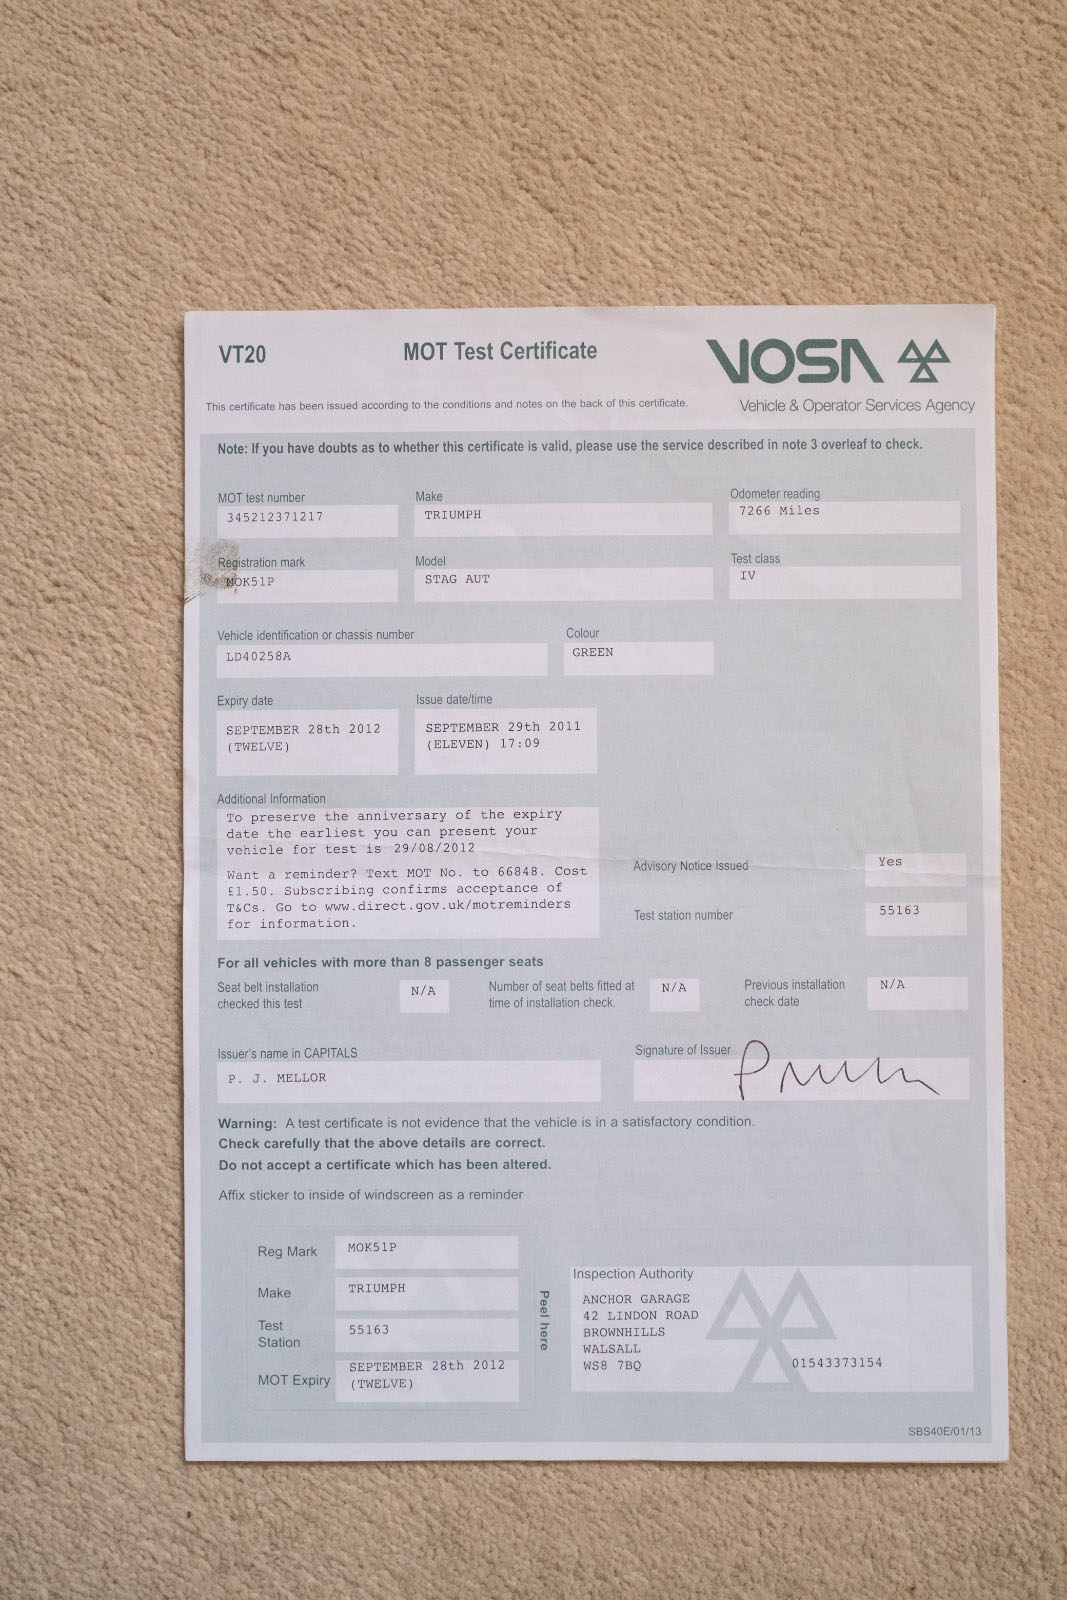 VT20
MOT Test Certificate
VOSA
This certificate has been issued according to the conditions and notes on the back of this certificate.
Vehicle & Operator Services Agency
Note: If you have doubts as to whether this certificate is valid, please use the service described in note 3 overleaf to check.
MOT test number
Make
Odometer reading
345212371217
TRIUMPH
7266 Miles
Registration mark
Model
Test class
MOK51P
STAG AUT
IV
Vehicle identification or chassis number
Colour
LD40258A
GREEN
Expiry date
Issue date/time
SEPTEMBER 28th 2012
(TWELVE)
SEPTEMBER 29th 2011
(ELEVEN) 17:09
Additional Information
To preserve the anniversary of the expiry
date the earliest you can present your
vehicle for test is 29/08/2012
Want a reminder? Text MOT No. to 66848. Cost
£1.50. Subscribing confirms acceptance of
T&Cs. Go to www.direct.gov.uk/motreminders
for information.
Advisory Notice Issued
Yes
Test station number
55163
For all vehicles with more than 8 passenger seats
Seat belt installation
checked this test
N/A
Number of seat belts fitted at
time of installation check.
N/A
Previous installation
check date
N/A
Issuer's name in CAPITALS
Signature of Issuer
P. J. MELLOR
Warning: A test certificate is not evidence that the vehicle is in a satisfactory condition.
Check carefully that the above details are correct.
Do not accept a certificate which has been altered.
Affix sticker to inside of windscreen as a reminder
Reg Mark
MOK51P
Make
TRIUMPH
Test
Station
55163
MOT Expiry
SEPTEMBER 28th 2012
(TWELVE)
Peel here
Inspection Authority
ANCHOR GARAGE
42 LINDON ROAD
BROWNHILLS
WALSALL
WS8 7BQ
01543373154
SBS40E/01/13